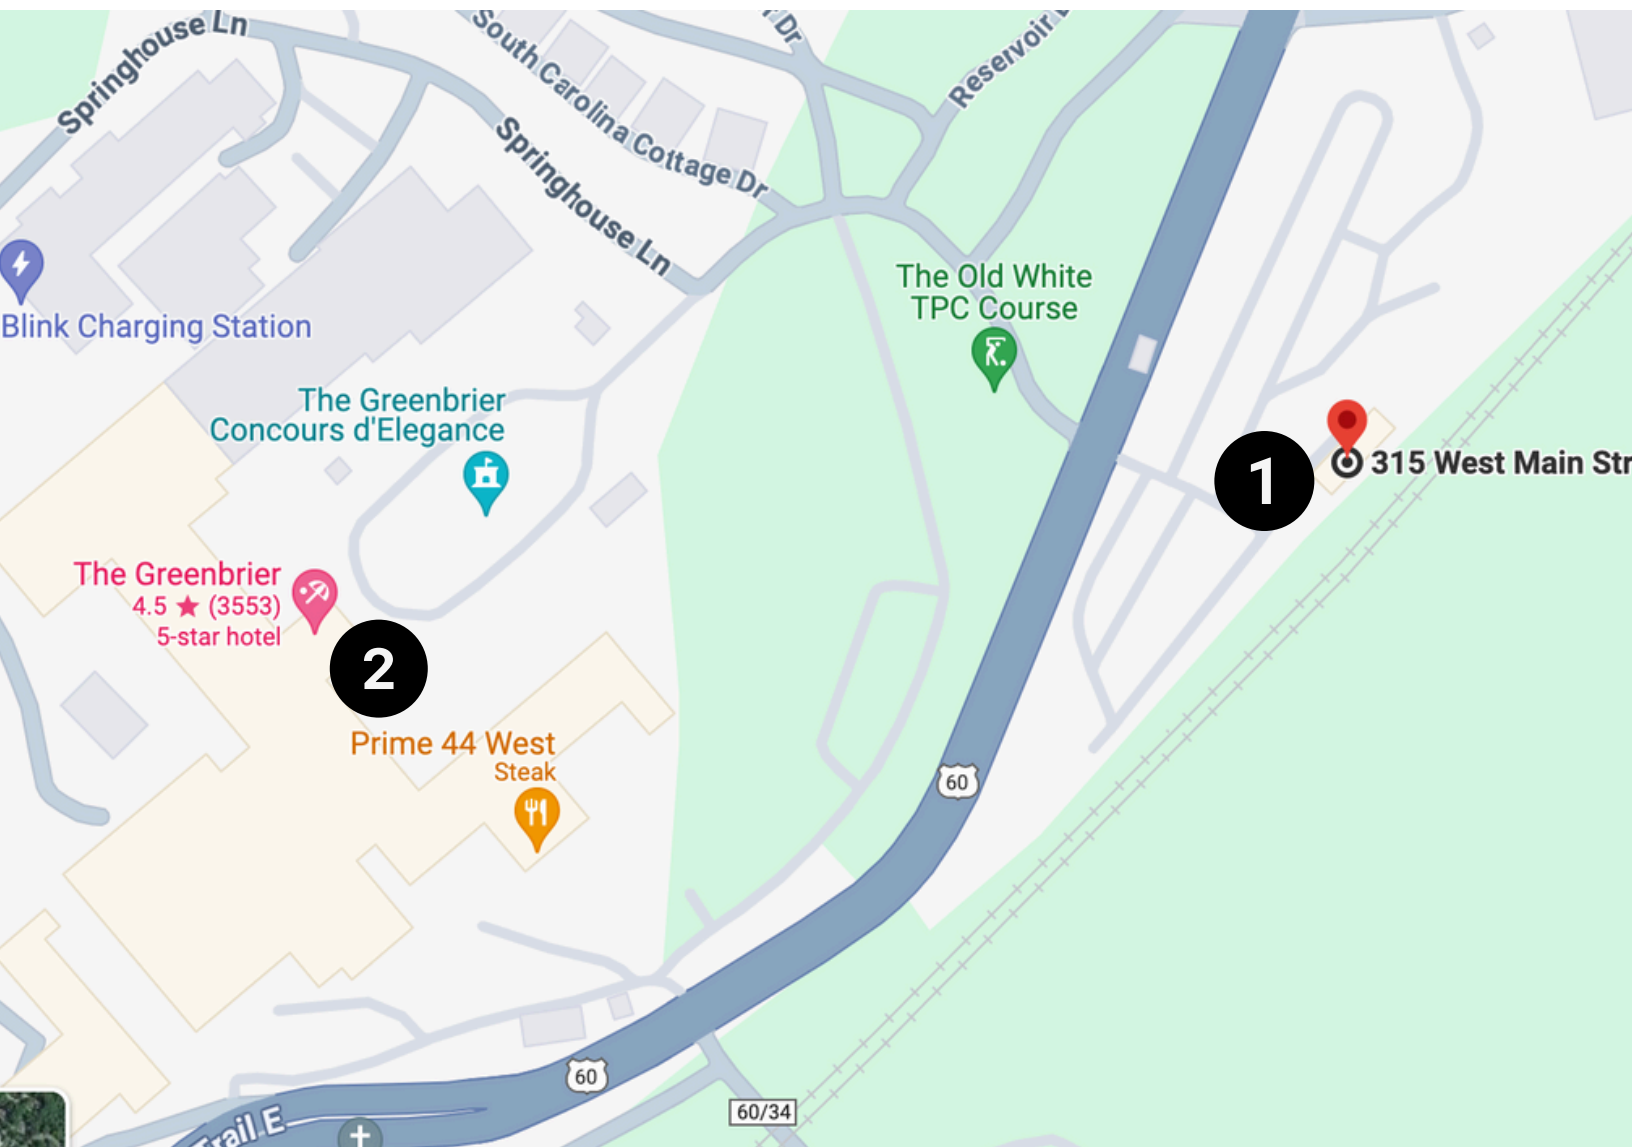 Springhouse Ln
South Carolina Cottage Dr
r Dr
Reservoir
Springhouse Ln
The Old White
TPC Course
Blink Charging Station
The Greenbrier
Concours d'Elegance
1
315 West Main Str
The Greenbrier
4.5 ★ (3553)
5-star hotel
2
Prime 44 West
Steak
60
60
60/34
Trail E